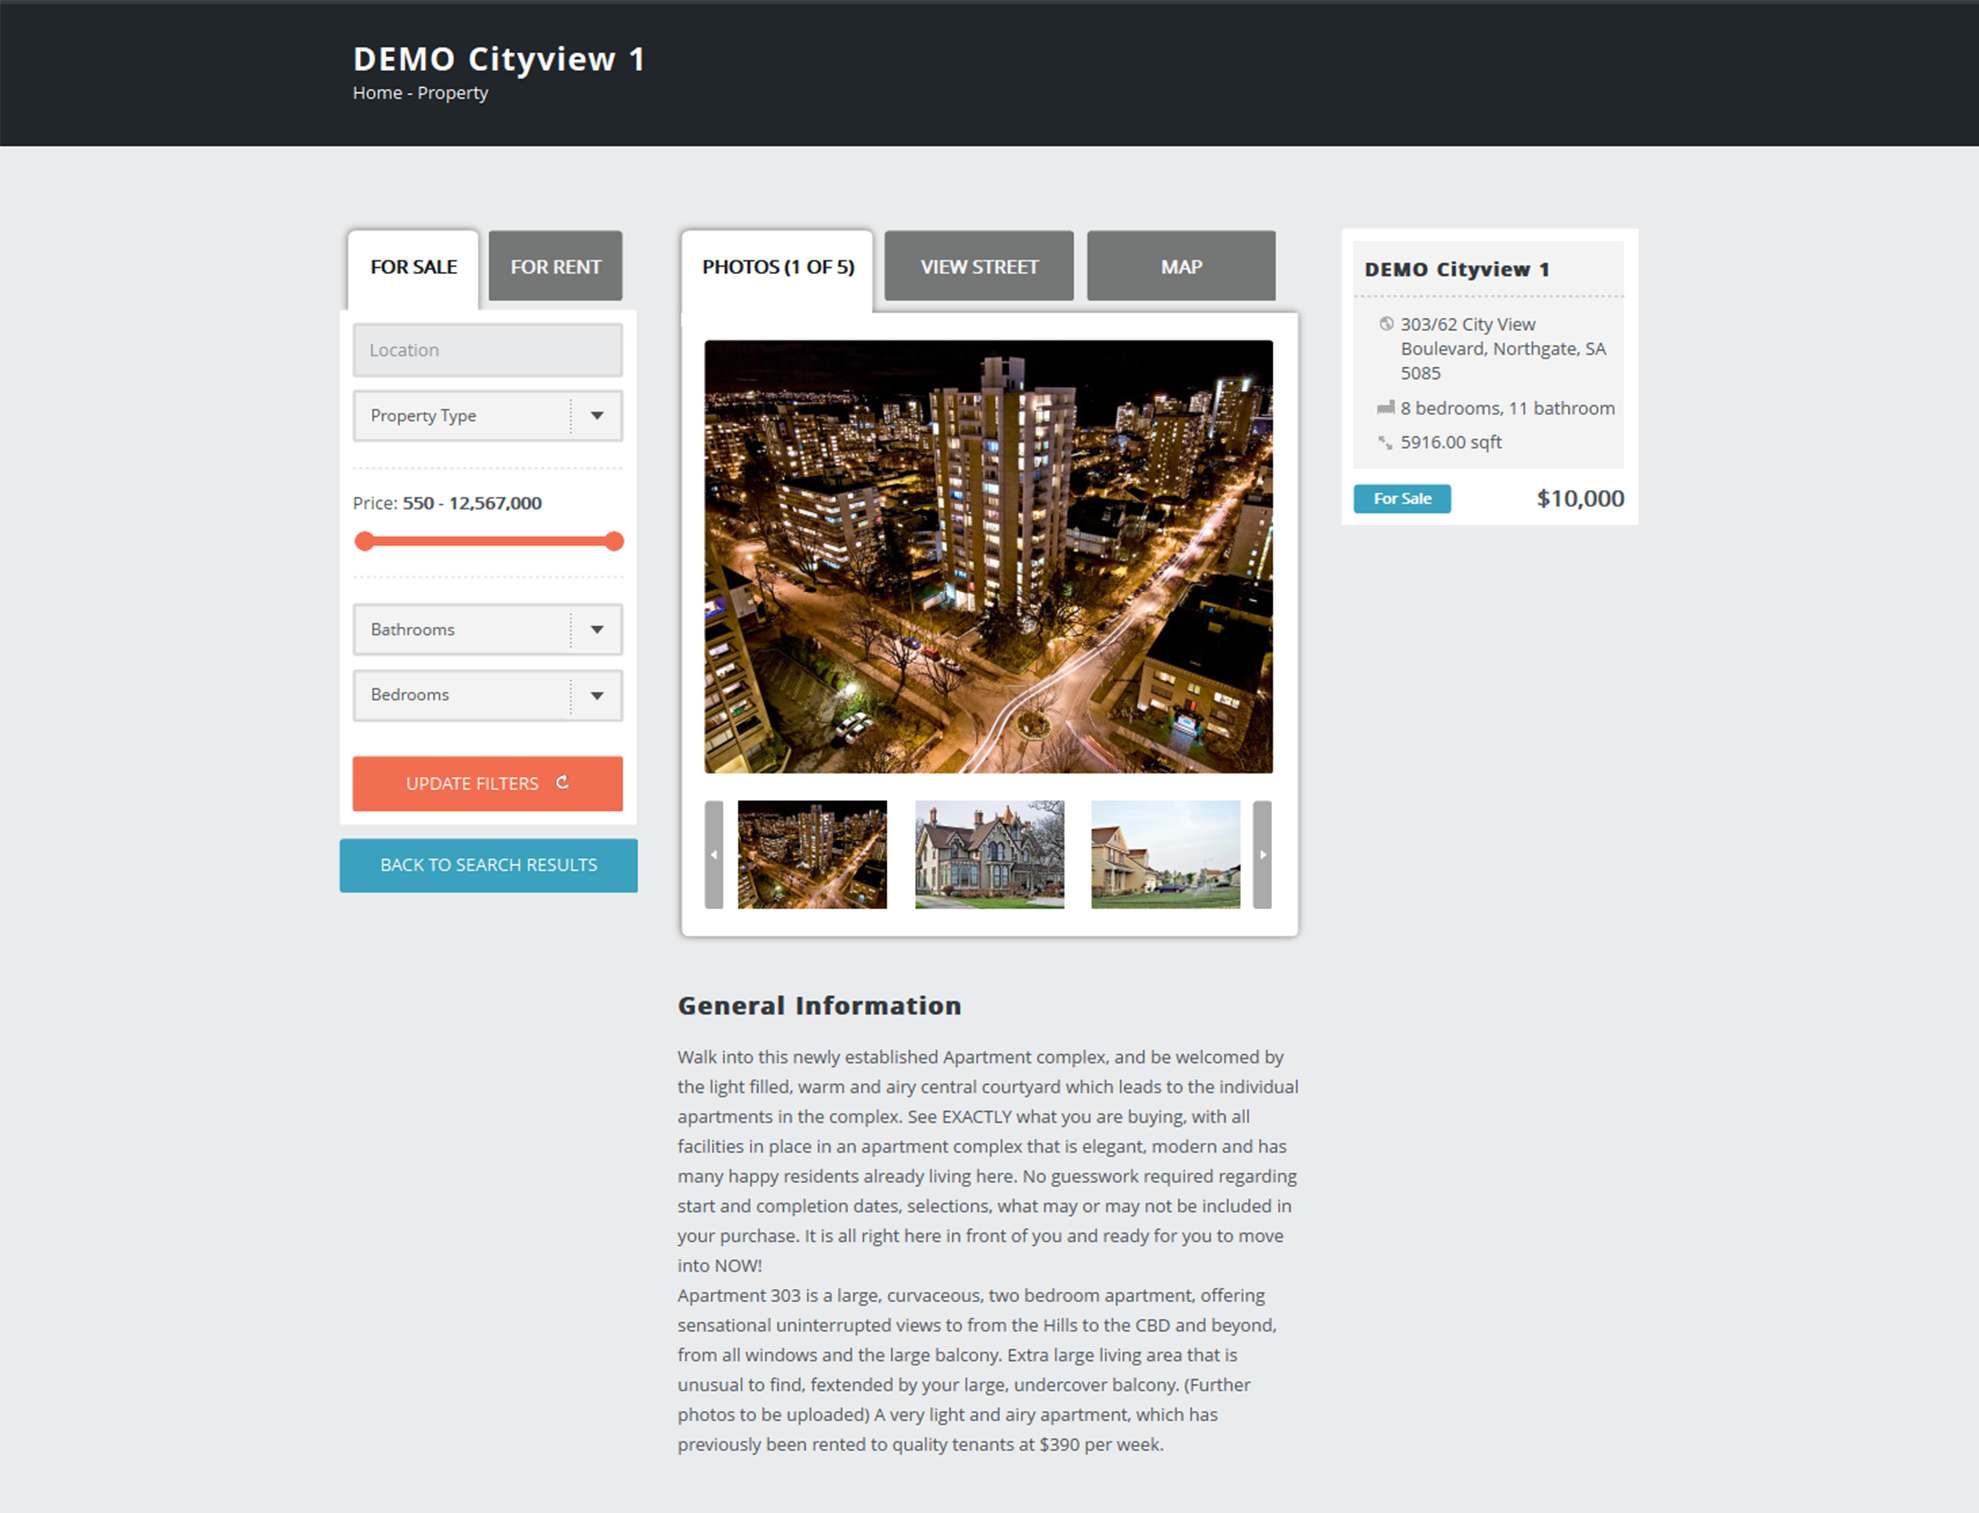 DEMO Cityview 1
Home - Property
FOR SALE
FOR RENT
Location
Property Type
Price: 550 - 12,567,000
Bathrooms
Bedrooms
UPDATE FILTERS
BACK TO SEARCH RESULTS
PHOTOS (1 OF 5)
VIEW STREET
MAP
General Information
Walk into this newly established Apartment complex, and be welcomed by
the light filled, warm and airy central courtyard which leads to the individual
apartments in the complex. See EXACTLY what you are buying, with all
facilities in place in an apartment complex that is elegant, modern and has
many happy residents already living here. No guesswork required regarding
start and completion dates, selections, what may or may not be included in
your purchase. It is all right here in front of you and ready for you to move
into NOW!
Apartment 303 is a large, curvaceous, two bedroom apartment, offering
sensational uninterrupted views to from the Hills to the CBD and beyond,
from all windows and the large balcony. Extra large living area that is
unusual to find, fextended by your large, undercover balcony. (Further
photos to be uploaded) A very light and airy apartment, which has
previously been rented to quality tenants at $390 per week.
DEMO Cityview 1
303/62 City View
Boulevard, Northgate, SA
5085
8 bedrooms, 11 bathroom
5916.00 sqft
For Sale
$10,000